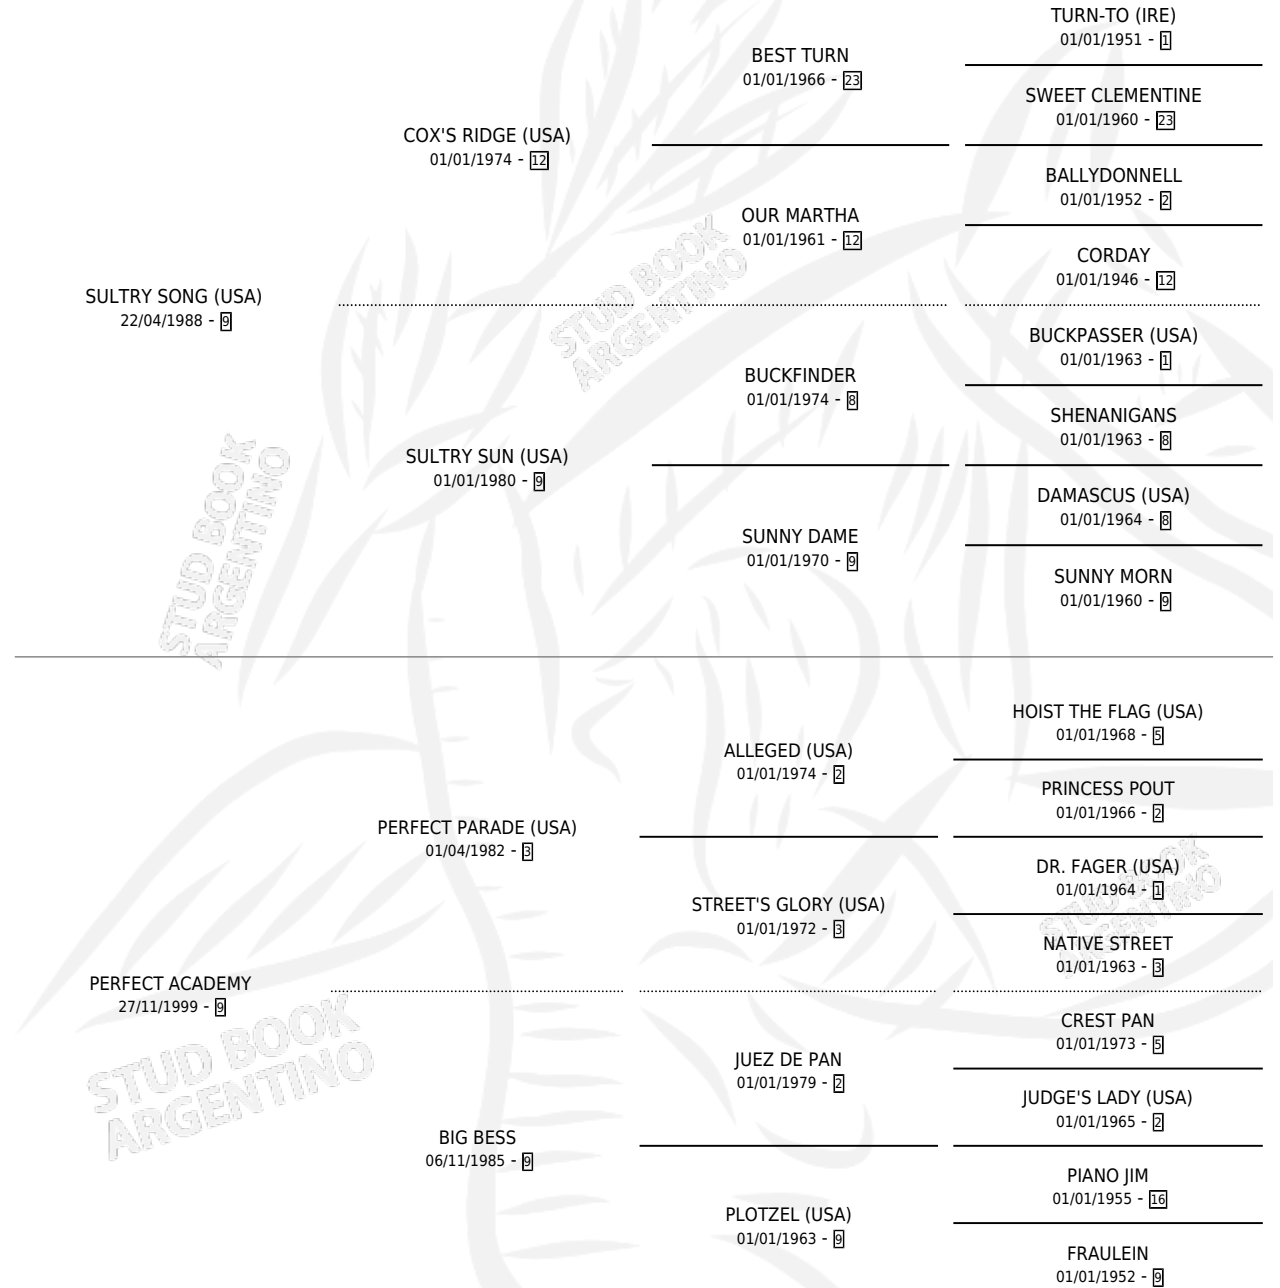 TURN-TO (IRE)
01/01/1951 - 1
BEST TURN
01/01/1966 - 23
SWEET CLEMENTINE
01/01/1960 - 23
COX'S RIDGE (USA)
01/01/1974 - 12
BALLYDONNELL
01/01/1952 - 2
OUR MARTHA
01/01/1961 - 12
CORDAY
01/01/1946 - 12
SULTRY SONG (USA)
22/04/1988 - 9
STUD BOOK
ARGENTINO
BUCKPASSER (USA)
01/01/1963 - 1
BUCKFINDER
01/01/1974 - 8
SHENANIGANS
01/01/1963 - 8
SULTRY SUN (USA)
01/01/1980 - 9
DAMASCUS (USA)
01/01/1964 - 8
SUNNY DAME
01/01/1970 - 9
SUNNY MORN
01/01/1960 - 9
STUD BOOK
ARGENTINO
HOIST THE FLAG (USA)
01/01/1968 - 5
ALLEGED (USA)
01/01/1974 - 2
PRINCESS POUT
01/01/1966 - 2
PERFECT PARADE (USA)
01/04/1982 - 3
DR. FAGER (USA)
01/01/1964 - 1
STREET'S GLORY (USA)
01/01/1972 - 3
STUD BOOK
ARGENTINO
NATIVE STREET
01/01/1963 - 3
PERFECT ACADEMY
27/11/1999 - 9
STUD BOOK
ARGENTINO
CREST PAN
01/01/1973 - 5
JUEZ DE PAN
01/01/1979 - 2
JUDGE'S LADY (USA)
01/01/1965 - 2
BIG BESS
06/11/1985 - 9
PIANO JIM
01/01/1955 - 16
PLOTZEL (USA)
01/01/1963 - 9
FRAULEIN
01/01/1952 - 9